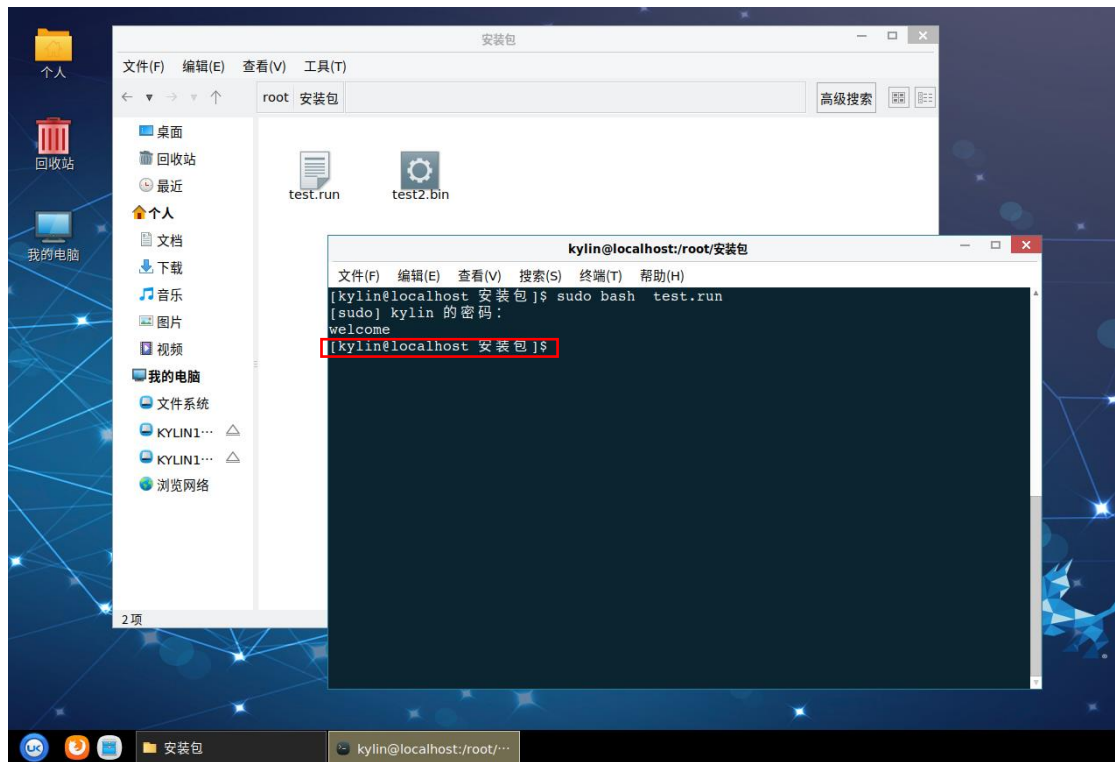 个人
回收站
我的电脑
安装包
文件(F) 编辑(E) 查看(V) 工具(T)
root 安装包
高级搜索
桌面
回收站
最近
个人
文档
下载
音乐
图片
视频
我的电脑
文件系统
KYLIN1…
KYLIN1…
浏览网络
test.run
test2.bin
2项
kylin@localhost:/root/安装包
文件(F) 编辑(E) 查看(V) 搜索(S) 终端(T) 帮助(H)
[kylin@localhost 安装包]$ sudo bash  test.run
[sudo] kylin 的密码：
welcome
[kylin@localhost 安装包]$
UK
安装包
kylin@localhost:/root/…